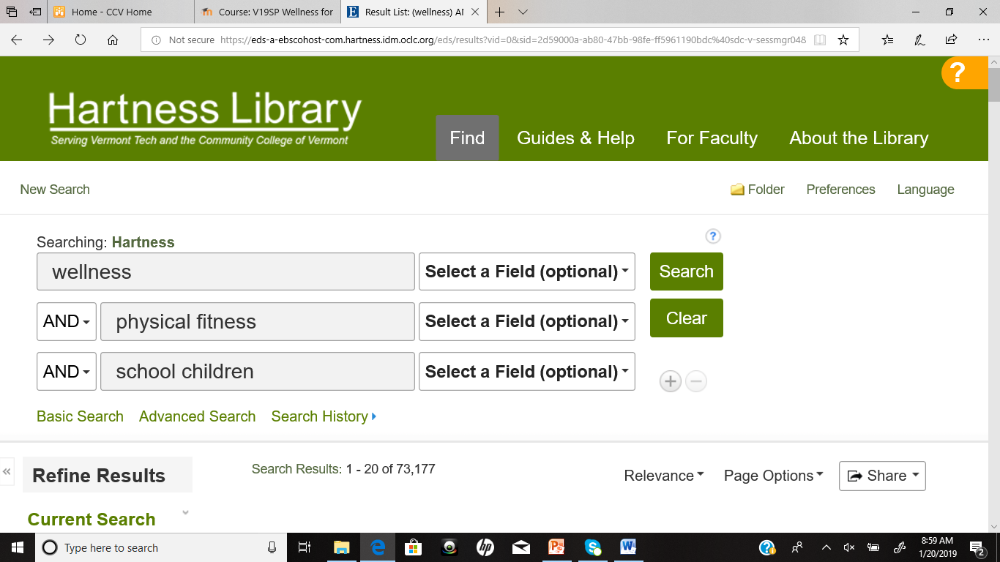 Home - CCV Home
Course: V19SP Wellness for
Result List: (wellness) AN
Not secure https://eds-a-ebscohost-com.hartness.idm.oclc.org/eds/results?vid=0&sid=2d59000a-ab80-47bb-98fe-ff5961190bdc%40sdc-v-sessmgr04&
?
Hartness Library
Serving Vermont Tech and the Community College of Vermont
Find Guides & Help For Faculty About the Library
New Search Folder Preferences Language
Searching: Hartness ?
wellness Select a Field (optional) Search
AND physical fitness Select a Field (optional) Clear
AND school children Select a Field (optional)
Basic Search Advanced Search Search History
Refine Results Search Results: 1 - 20 of 73,177 Relevance Page Options Share
Current Search
Type here to search 8:59 AM
1/20/2019 2